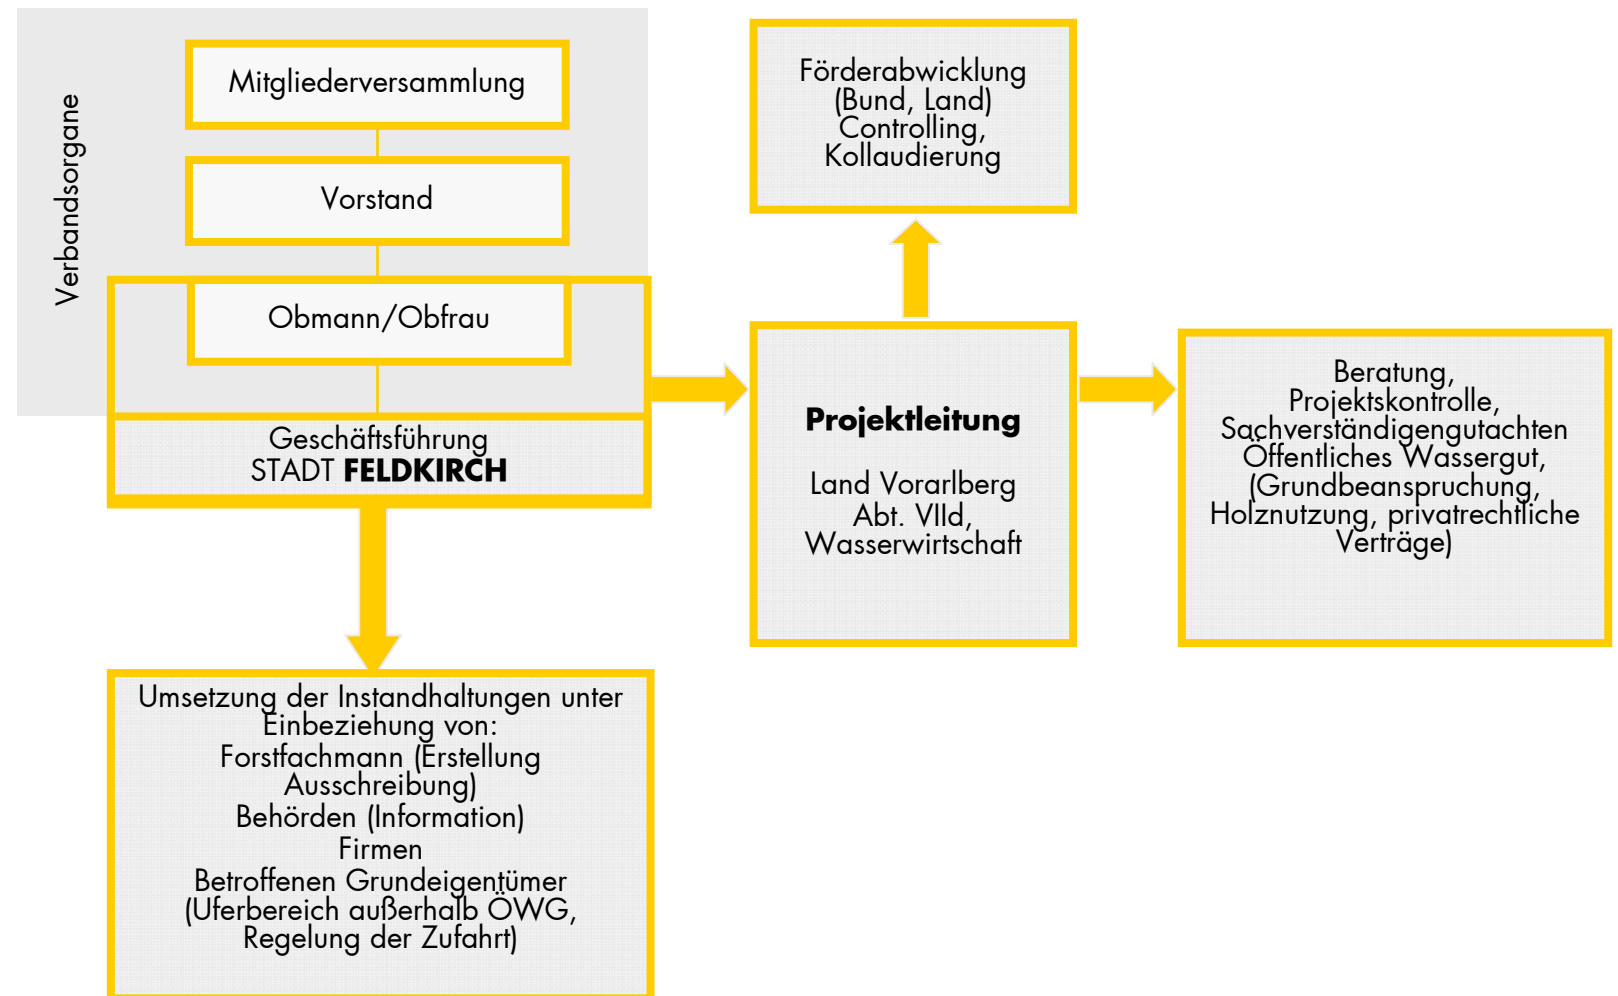 Verbandsorgane
Mitgliederversammlung
Vorstand
Obmann/Obfrau
Geschäftsführung
STADT FELDKIRCH
Förderabwicklung
(Bund, Land)
Controlling,
Kollaudierung
Projektleitung
Land Vorarlberg
Abt. VIId,
Wasserwirtschaft
Beratung,
Projektskontrolle,
Sachverständigengutachten
Öffentliches Wassergut,
(Grundbeanspruchung,
Holznutzung, privatrechtliche
Verträge)
Umsetzung der Instandhaltungen unter
Einbeziehung von:
Forstfachmann (Erstellung
Ausschreibung)
Behörden (Information)
Firmen
Betroffenen Grundeigentümer
(Uferbereich außerhalb ÖWG,
Regelung der Zufahrt)